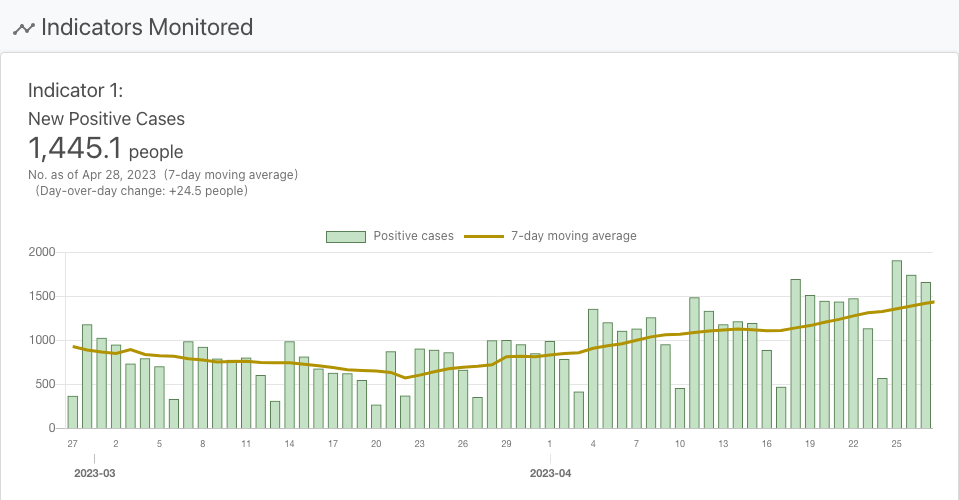 Indicators Monitored
Indicator 1:
New Positive Cases
1,445.1 people
No. as of Apr 28, 2023 (7-day moving average)
(Day-over-day change: +24.5 people)
Positive cases 7-day moving average
2000
1500
1000
500
0
27 2 5 8 11 14 17 20 23 26 29 1 4 7 10 13 16 19 22 25
2023-03 2023-04